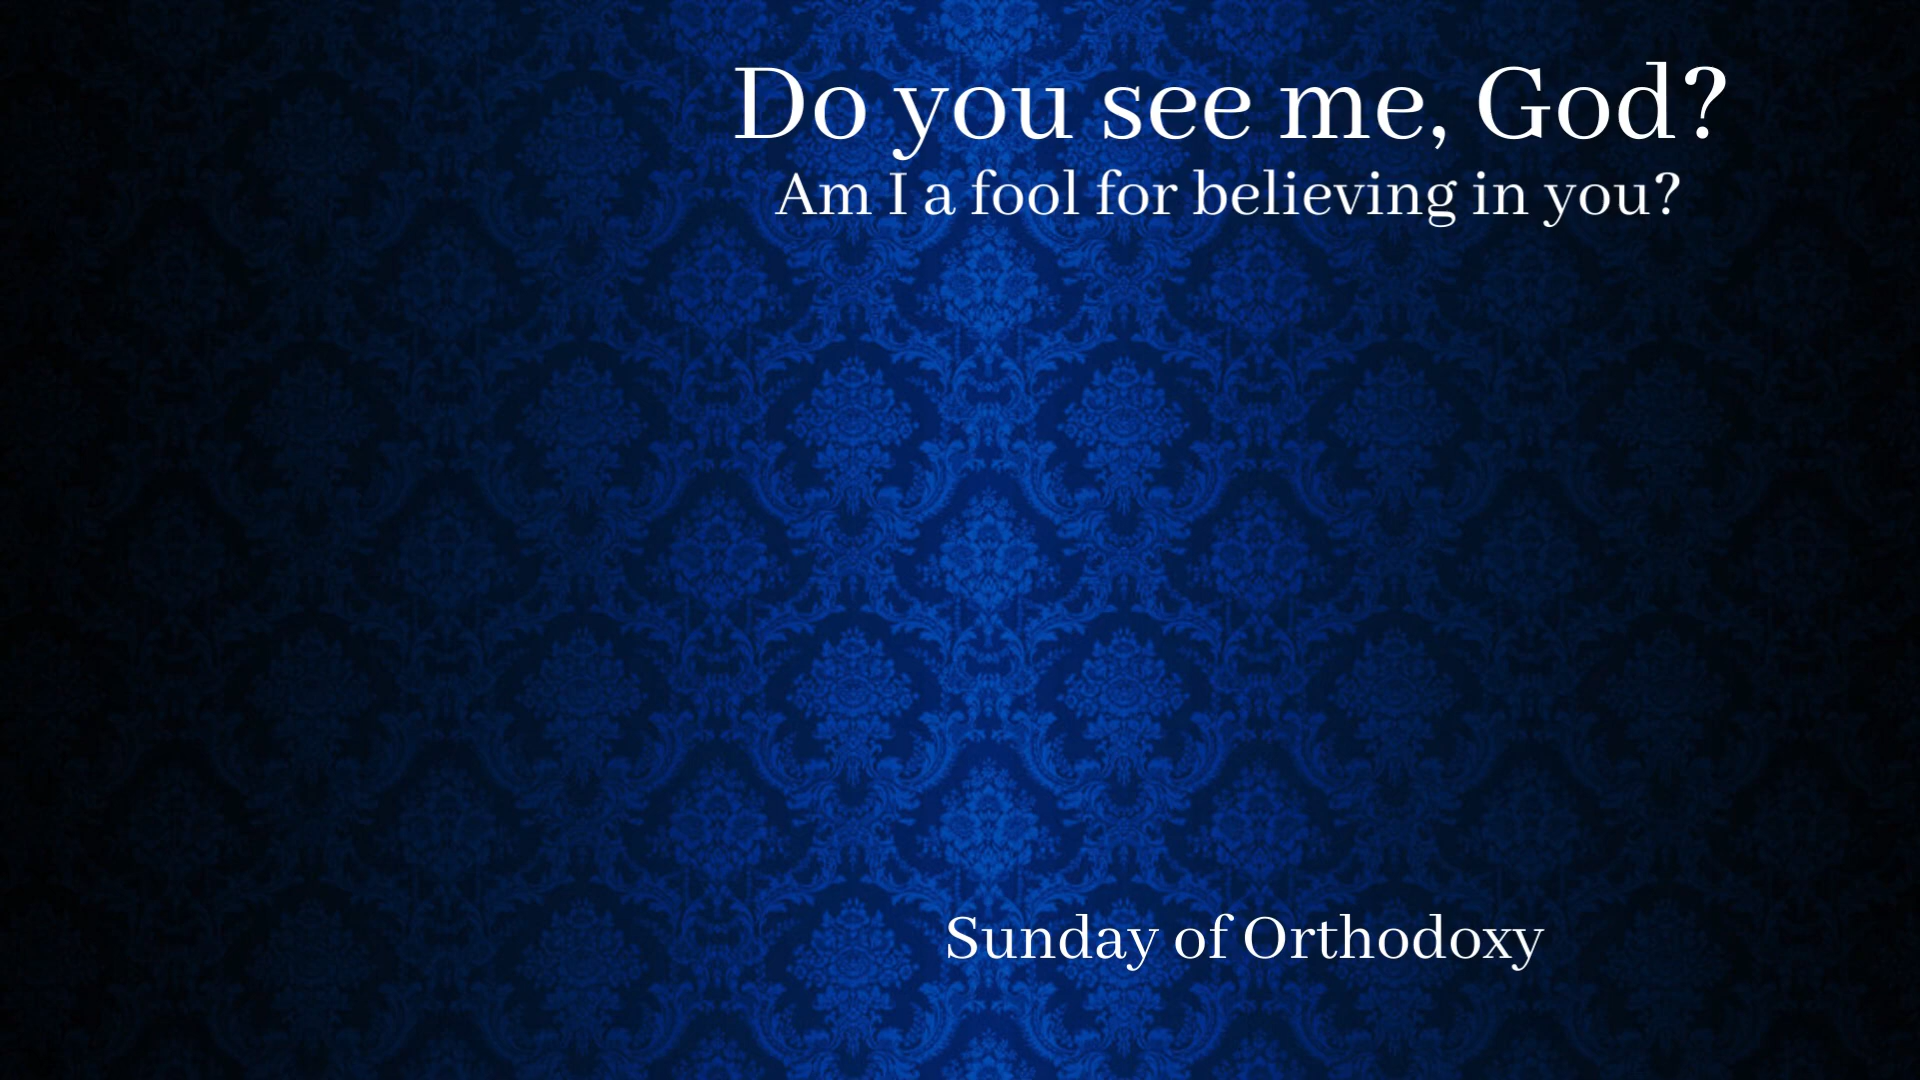 Do you see me, God?
Am I a fool for believing in you?
Sunday of Orthodoxy